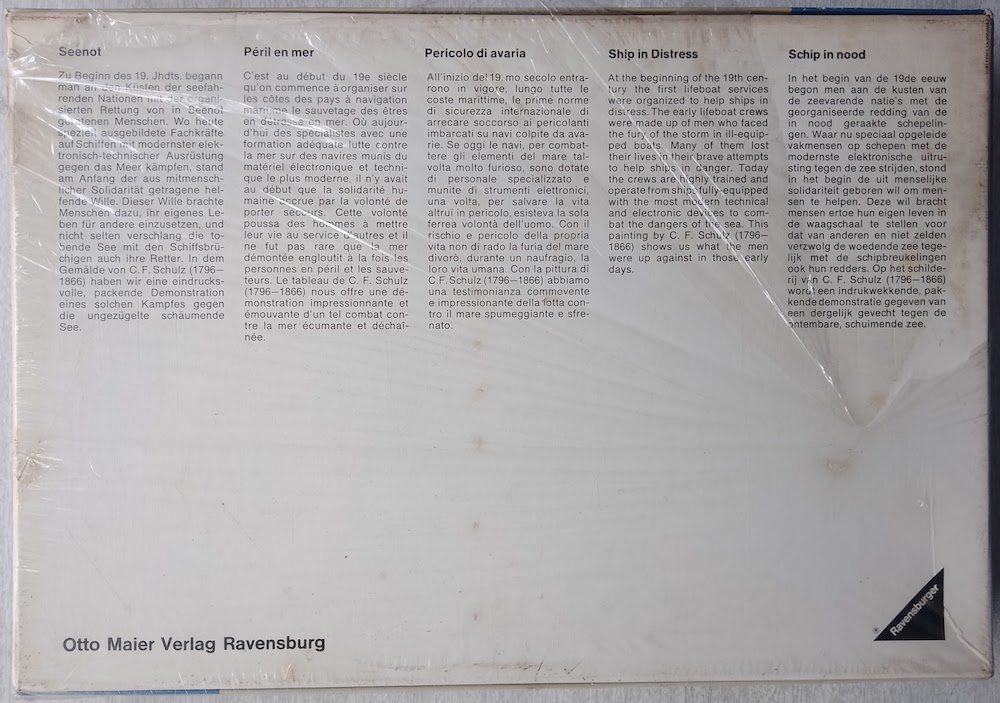 Seenot
Zu Beginn des 19. Jhdts. begann
man an den Küsten der seefah-
renden Nationen mit der organi-
sierten Rettung von in Seenot
geratenen Menschen. Wo heute
speziell ausgebildete Fachkräfte
auf Schiffen mit modernster elek-
tronisch-technischer Ausrüstung
gegen das Meer kämpfen, stand
am Anfang der aus mitmensch-
licher Solidarität getragene hel-
fende Wille. Dieser Wille brachte
Menschen dazu, ihr eigenes Le-
ben für andere einzusetzen, und
nicht selten verschlang die to-
bende See mit den Schiffsbrü-
chigen auch ihre Retter. In dem
Gemälde von C. F. Schulz (1796–
1866) haben wir eine eindrucks-
volle, packende Demonstration
eines solchen Kampfes gegen
die ungezügelte schäumende
See.
Péril en mer
C'est au début du 19e siècle
qu'on commence à organiser sur
les côtes des pays à navigation
maritime le sauvetage des êtres
en détresse en mer. Où aujour-
d'hui des spécialistes avec une
formation adéquate lutte contre
la mer sur des navires munis du
matériel électronique et techni-
que le plus moderne, il n'y avait
au début que la solidarité hu-
maine accrue par la volonté de
porter secours. Cette volonté
poussa des hommes à mettre
leur vie au service d'autres et il
ne fut pas rare que la mer
démontée engloutit à la fois les
personnes en péril et les sauve-
teurs. Le tableau de C. F. Schulz
(1796–1866) nous offre une dé-
monstration impressionnante et
émouvante d'un tel combat con-
tre la mer écumante et déchaî-
née.
Pericolo di avaria
All'inizio del 19. mo secolo entra-
rono in vigore, lungo tutte le
coste marittime, le prime norme
di sicurezza internazionale di
arrecare soccorso ai pericolanti
imbarcati su navi colpite da ava-
rie. Se oggi le navi, per combat-
tere gli elementi del mare tal-
volta molto furioso, sono dotate
di personale specializzato e
munite di strumenti elettronici,
una volta, per salvare la vita
altrui in pericolo, esisteva la sola
ferrea volontà dell'uomo. Con il
rischio e pericolo della propria
vita non di rado la furia del mare
divorò, durante un naufragio, la
loro vita umana. Con la pittura di
C.F. Schulz (1796–1866) abbiamo
una testimonianza commovente
e impressionante della lotta con-
tro il mare spumeggiante e sfre-
nato.
Ship in Distress
At the beginning of the 19th cen-
tury the first lifeboat services
were organized to help ships in
distress. The early lifeboat crews
were made up of men who faced
the fury of the storm in ill-equip-
ped boats. Many of them lost
their lives in their brave attempts
to help ships in danger. Today
the crews are highly trained and
operate from ships fully equipped
with the most modern technical
and electronic devices to com-
bat the dangers of the sea. This
painting by C. F. Schulz (1796–
1866) shows us what the men
were up against in those early
days.
Schip in nood
In het begin van de 19de eeuw
begon men aan de kusten van
de zeevarende natie's met de
georganiseerde redding van de
in nood geraakte schepelin-
gen. Waar nu speciaal opgeleide
vakmensen op schepen met de
modernste elektronische uitru-
sting tegen de zee strijden, stond
in het begin de uit menselijke
solidariteit geboren wil om men-
sen te helpen. Deze wil bracht
mensen ertoe hun eigen leven in
de waagschaal te stellen voor
dat van anderen en niet zelden
verzwolg de woedende zee tege-
lijk met de schipbreukelingen
ook hun redders. Op het schilde-
rij van C. F. Schulz (1796–1866)
wordt een indrukwekkende, pak-
kende demonstratie gegeven van
een dergelijk gevecht tegen de
ontembare, schuimende zee.
Otto Maier Verlag Ravensburg
Ravensburger